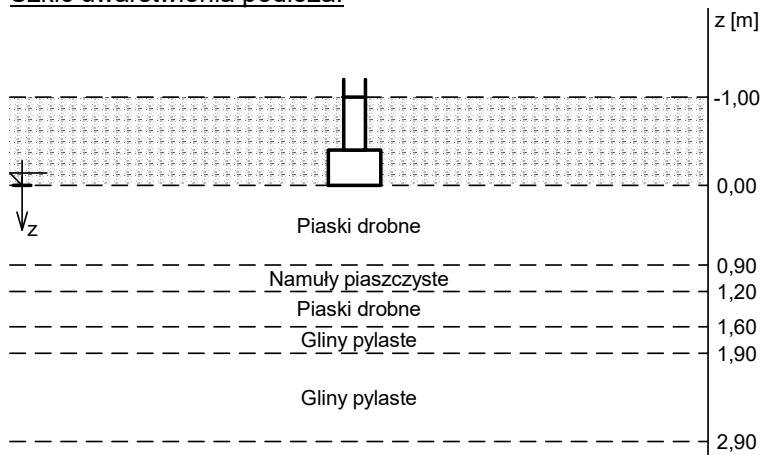 Szkic uwarstwienia podłoża:
z [m]
-1,00
0,00
z
Piaski drobne
0,90
Namuły piaszczyste
1,20
Piaski drobne
1,60
Gliny pylaste
1,90
Gliny pylaste
2,90